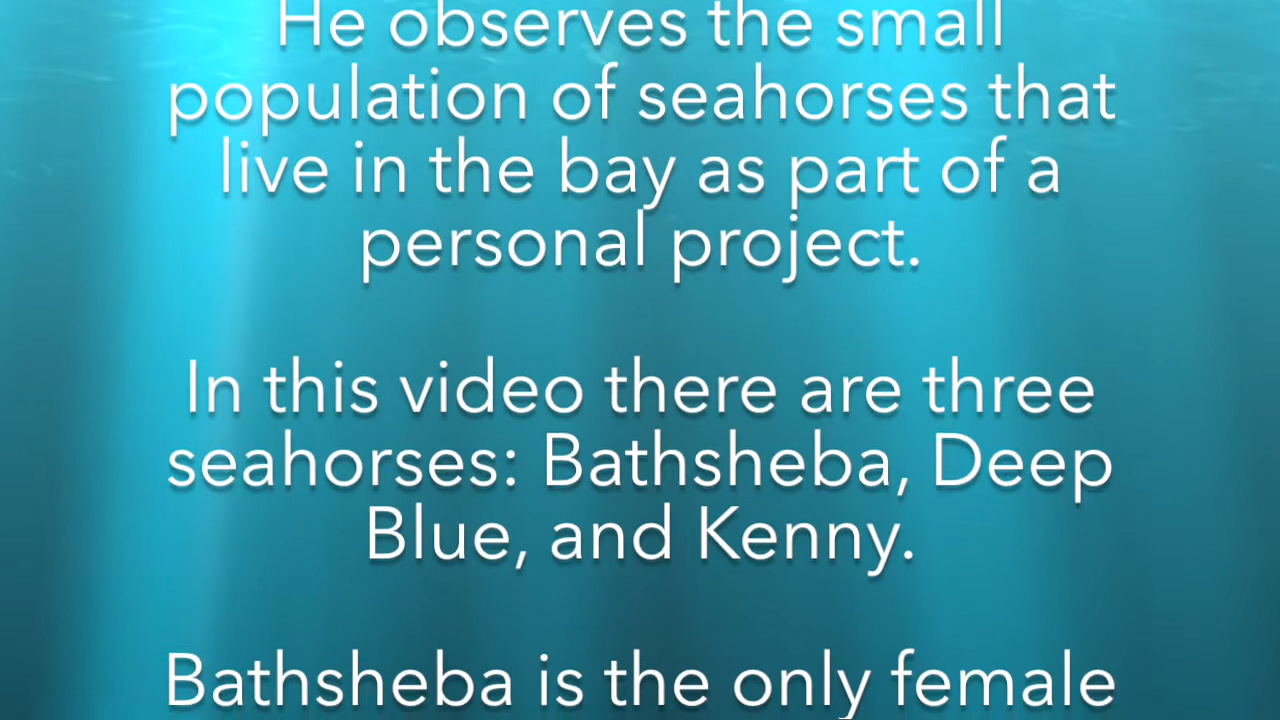 He observes the small
population of seahorses that
live in the bay as part of a
personal project.
In this video there are three
seahorses: Bathsheba, Deep
Blue, and Kenny.
Bathsheba is the only female